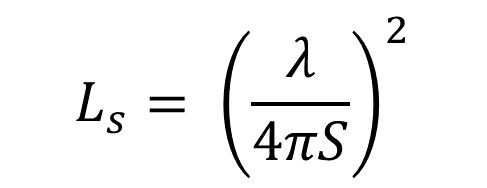 L_s = (λ / 4πS)^2